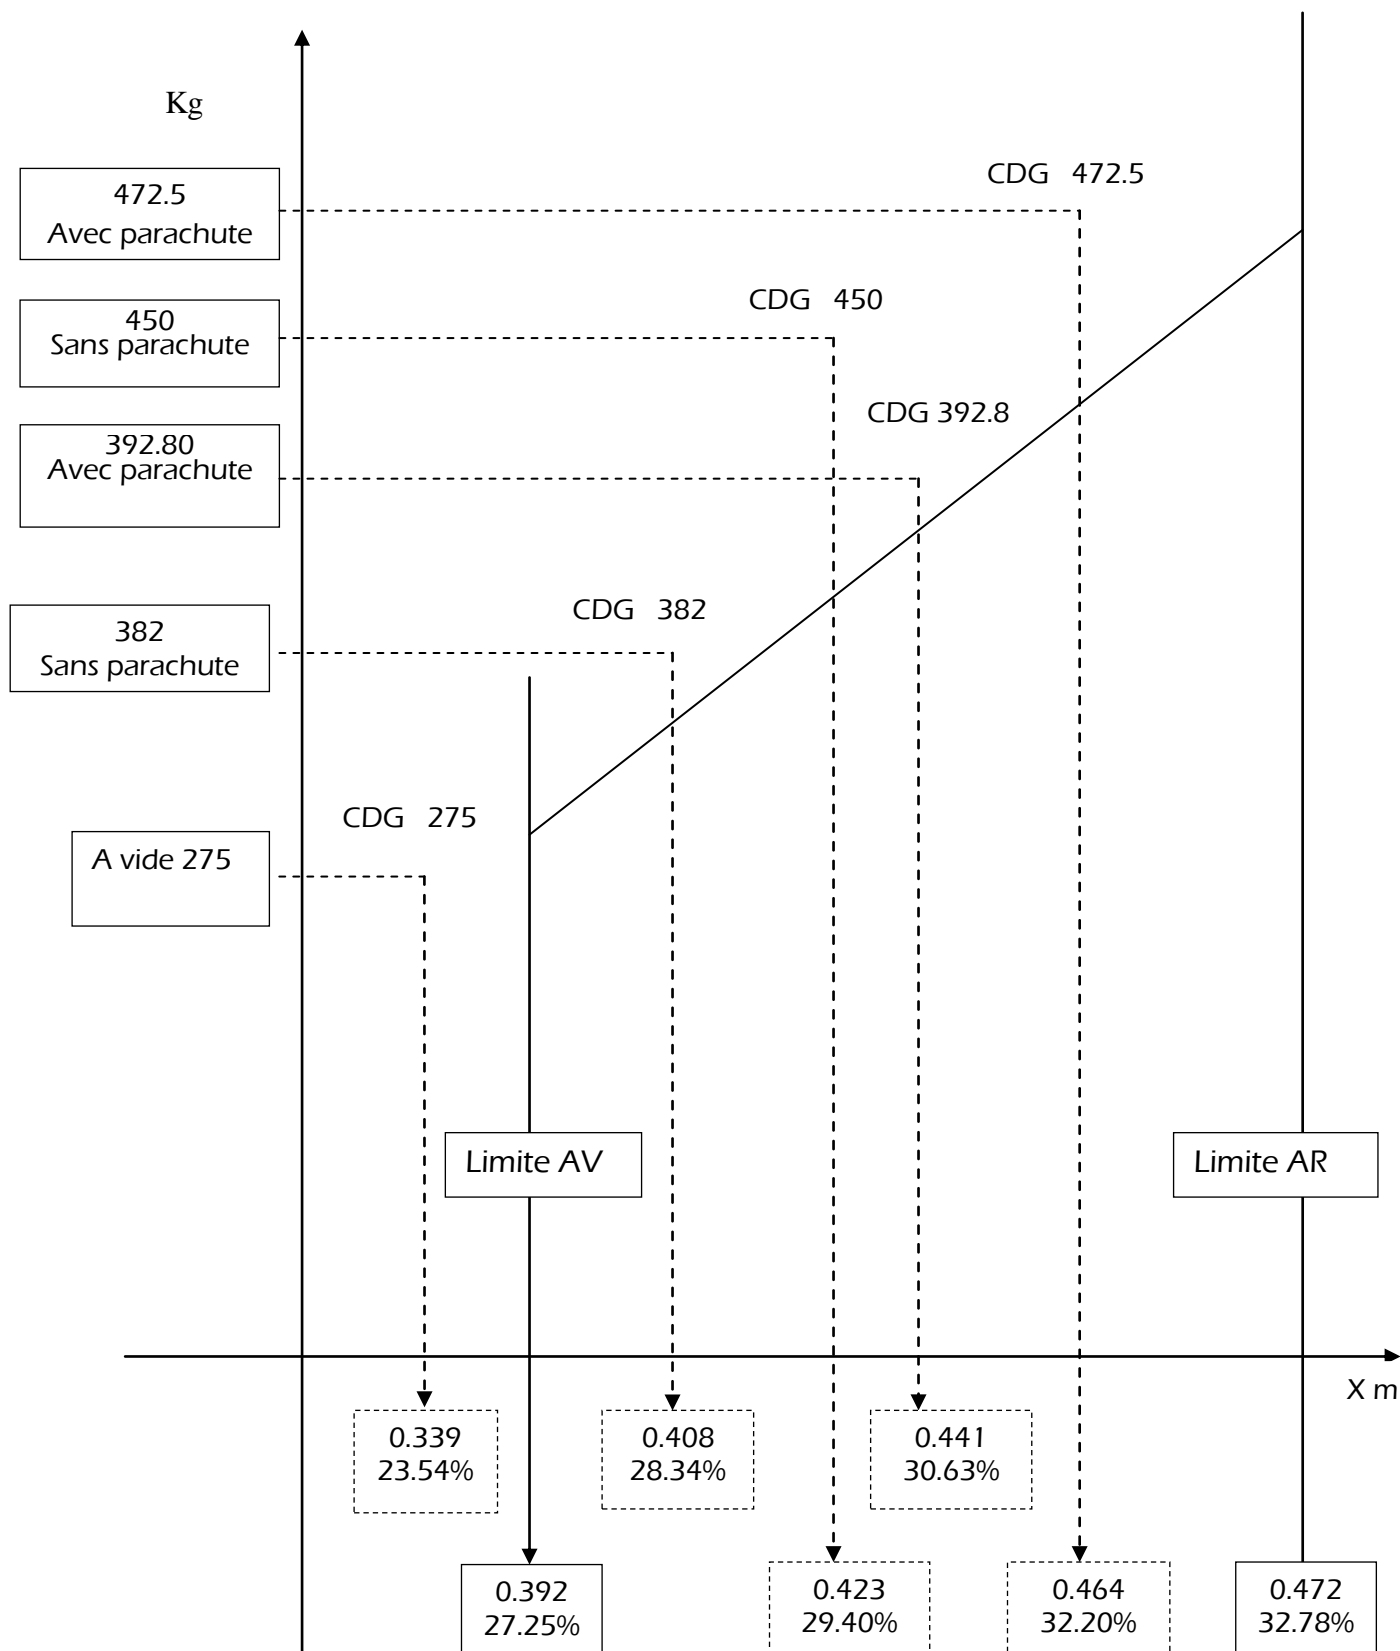 Kg
CDG 472.5
472.5
Avec parachute
CDG 450
450
Sans parachute
CDG 392.8
392.80
Avec parachute
CDG 382
382
Sans parachute
CDG 275
A vide 275
Limite AV
Limite AR
X m
0.339
23.54%
0.408
28.34%
0.441
30.63%
0.392
27.25%
0.423
29.40%
0.464
32.20%
0.472
32.78%